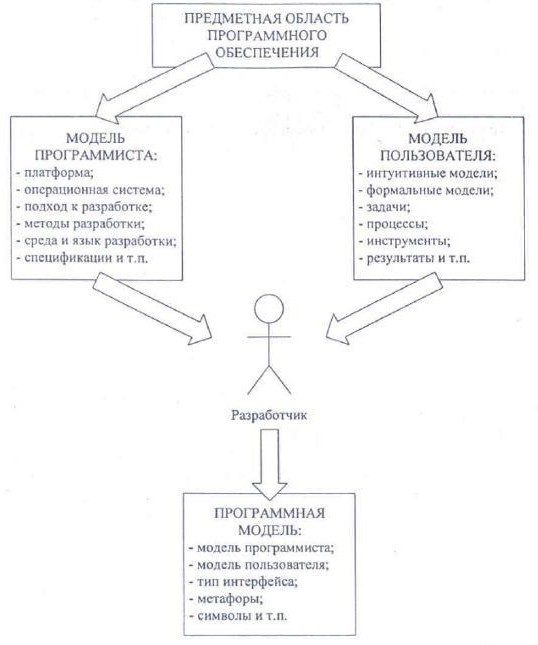 ПРЕДМЕТНАЯ ОБЛАСТЬ
ПРОГРАММНОГО
ОБЕСПЕЧЕНИЯ
МОДЕЛЬ
ПРОГРАММИСТА:
- платформа;
- операционная система;
- подход к разработке;
- методы разработки;
- среда и язык разработки;
- спецификации и т.п.
МОДЕЛЬ
ПОЛЬЗОВАТЕЛЯ:
- интуитивные модели;
- формальные модели;
- задачи;
- процессы;
- инструменты;
- результаты и т.п.
Разработчик
ПРОГРАММНАЯ
МОДЕЛЬ:
- модель программиста;
- модель пользователя;
- тип интерфейса;
- метафоры;
- символы и т.п.